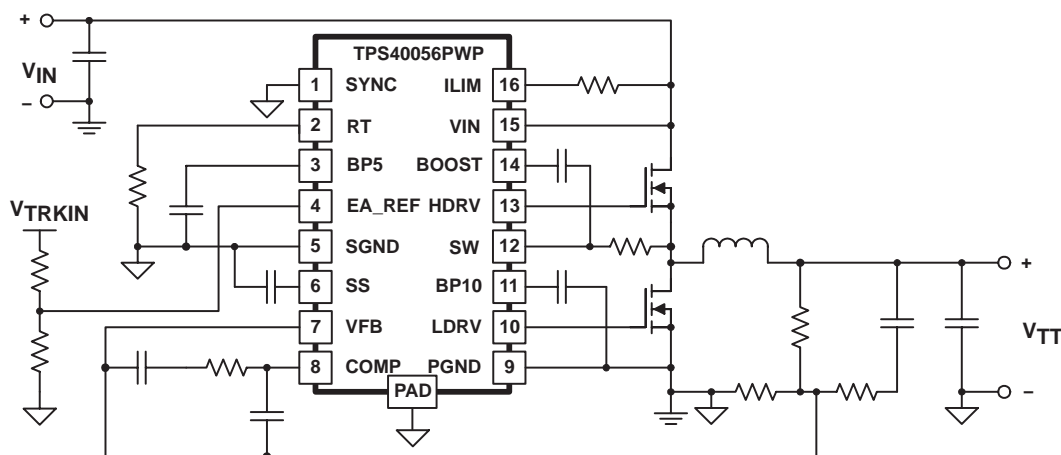 +
TPS40056PWP
VIN
−
1 SYNC ILIM 16
2 RT VIN 15
3 BP5 BOOST 14
4 EA_REF HDRV 13
VTRKIN
5 SGND SW 12
6 SS BP10 11
7 VFB LDRV 10
8 COMP PGND 9
PAD
+
VTT
−